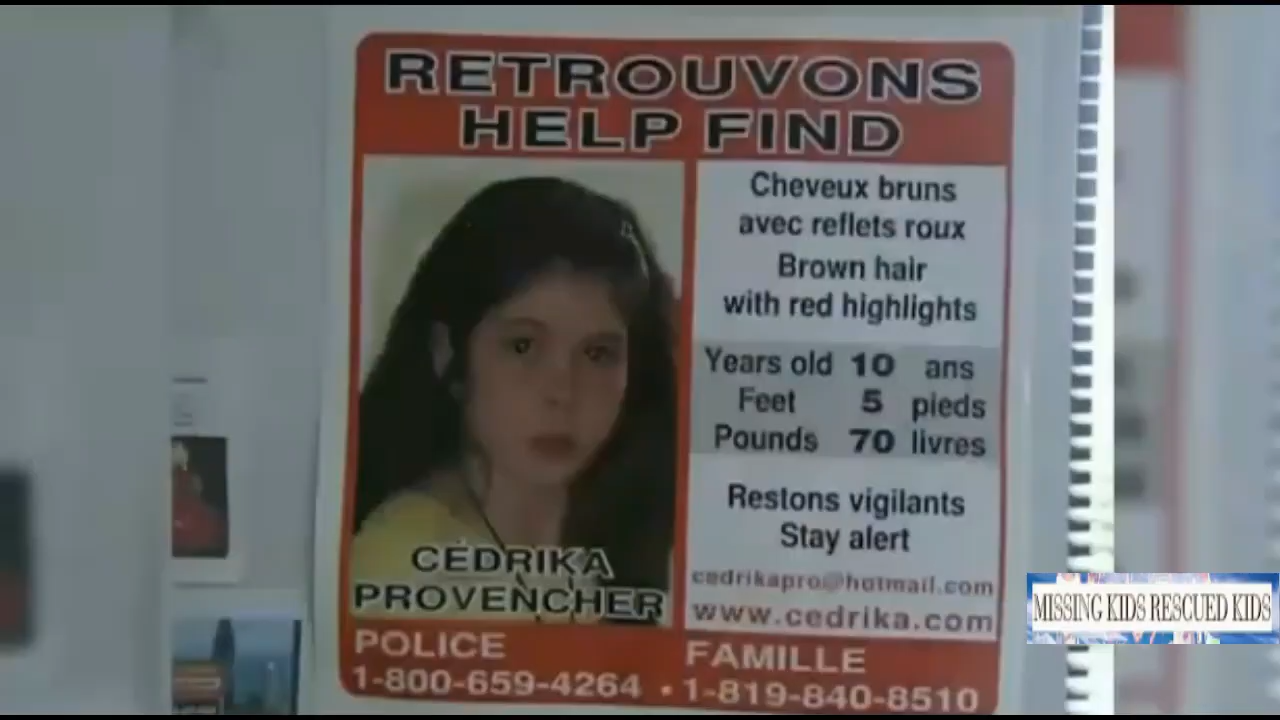 RETROUVONS
HELP FIND
Cheveux bruns
avec reflets roux
Brown hair
with red highlights
Years old 10 ans
Feet 5 pieds
Pounds 70 livres
Restons vigilants
Stay alert
cedrikapro@hotmail.com
www.cedrika.com
CÉDRIKA
PROVENCHER
POLICE
1-800-659-4264
FAMILLE
• 1-819-840-8510
MISSING KIDS RESCUED KIDS